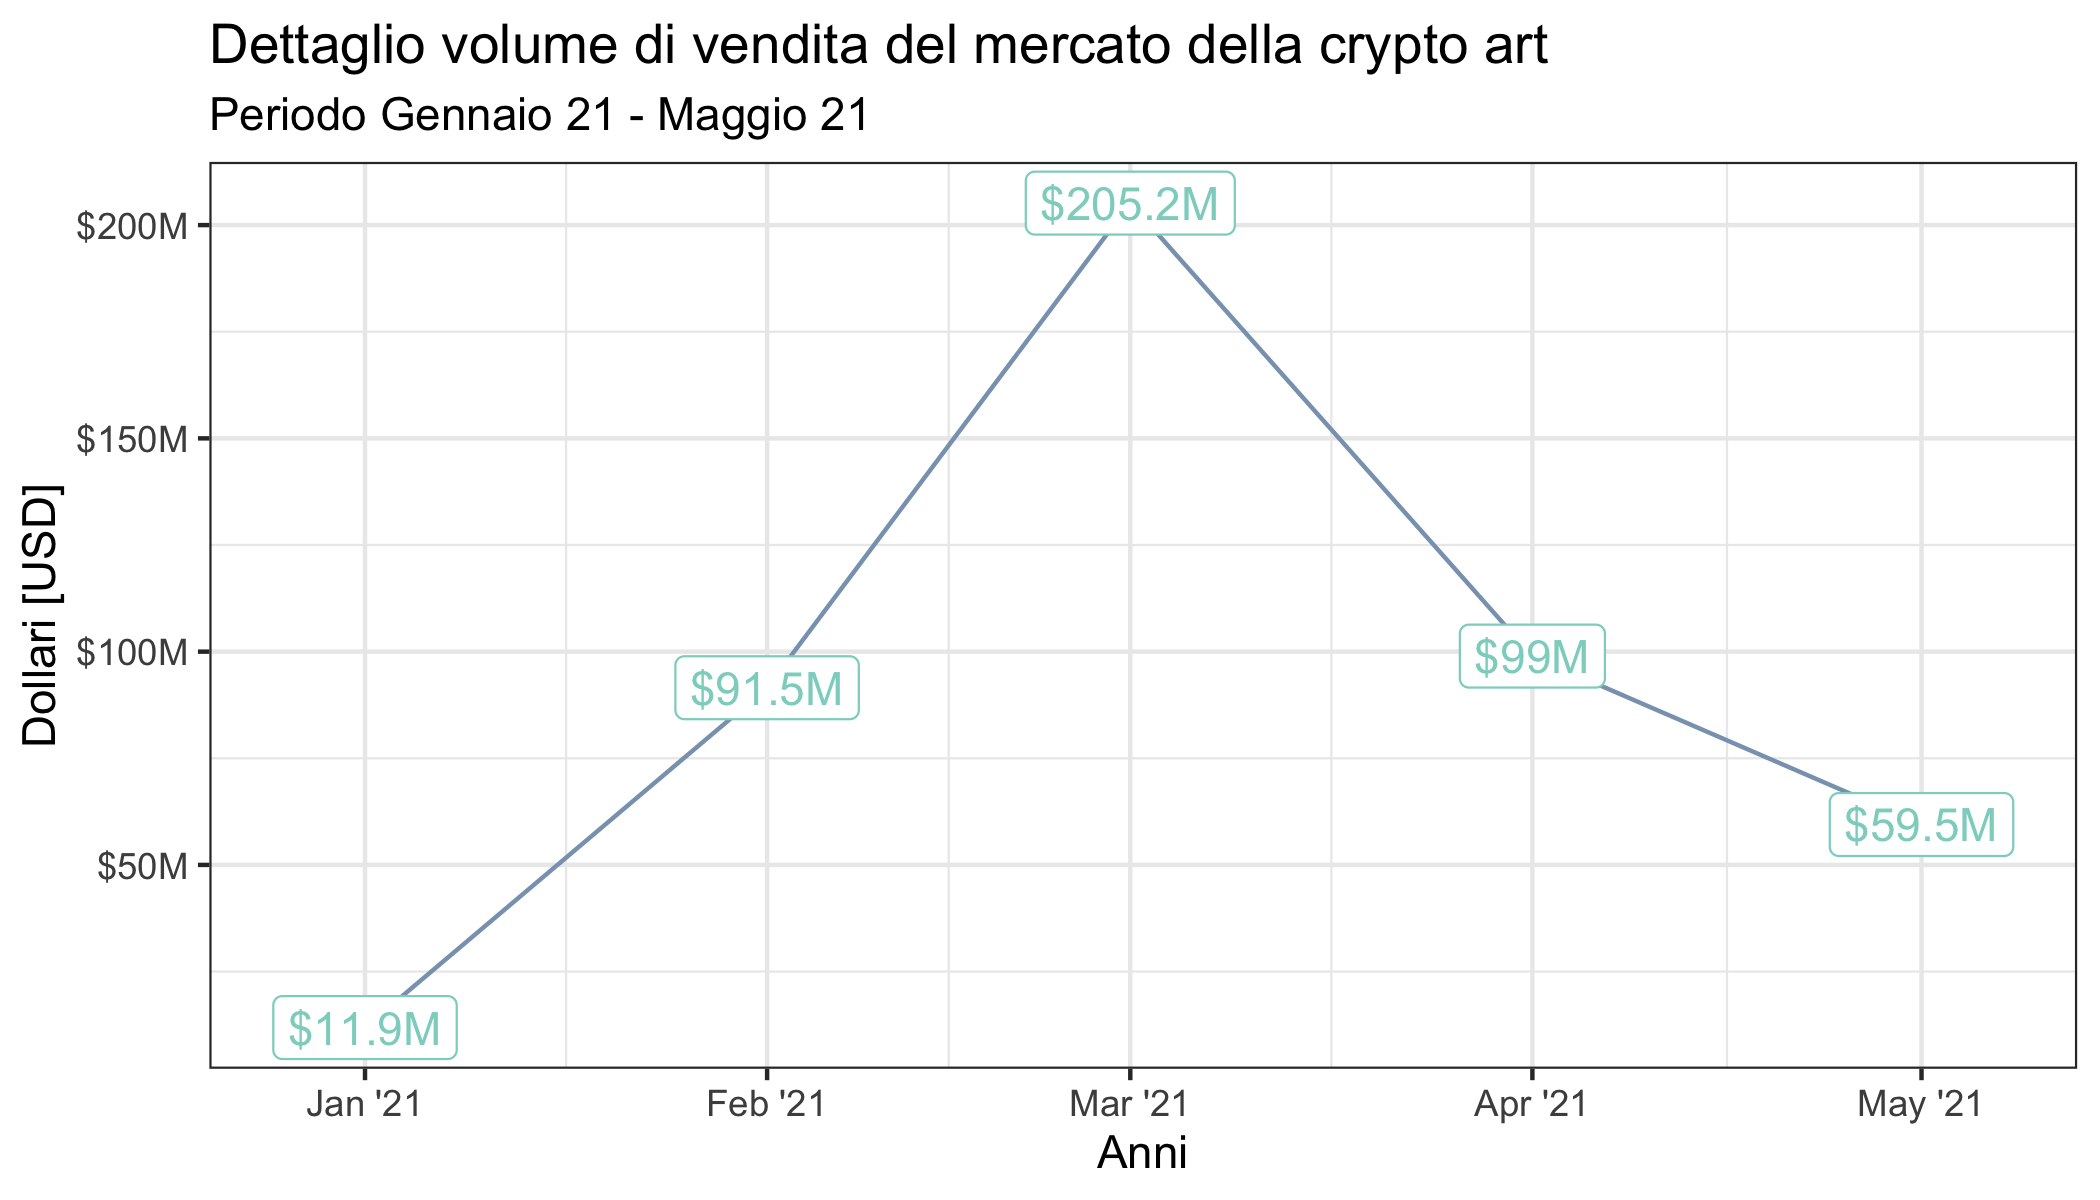 Dettaglio volume di vendita del mercato della crypto art
Periodo Gennaio 21 - Maggio 21
Dollari [USD]
$200M
$150M
$100M
$50M
$11.9M
$91.5M
$205.2M
$99M
$59.5M
Jan '21
Feb '21
Mar '21
Apr '21
May '21
Anni